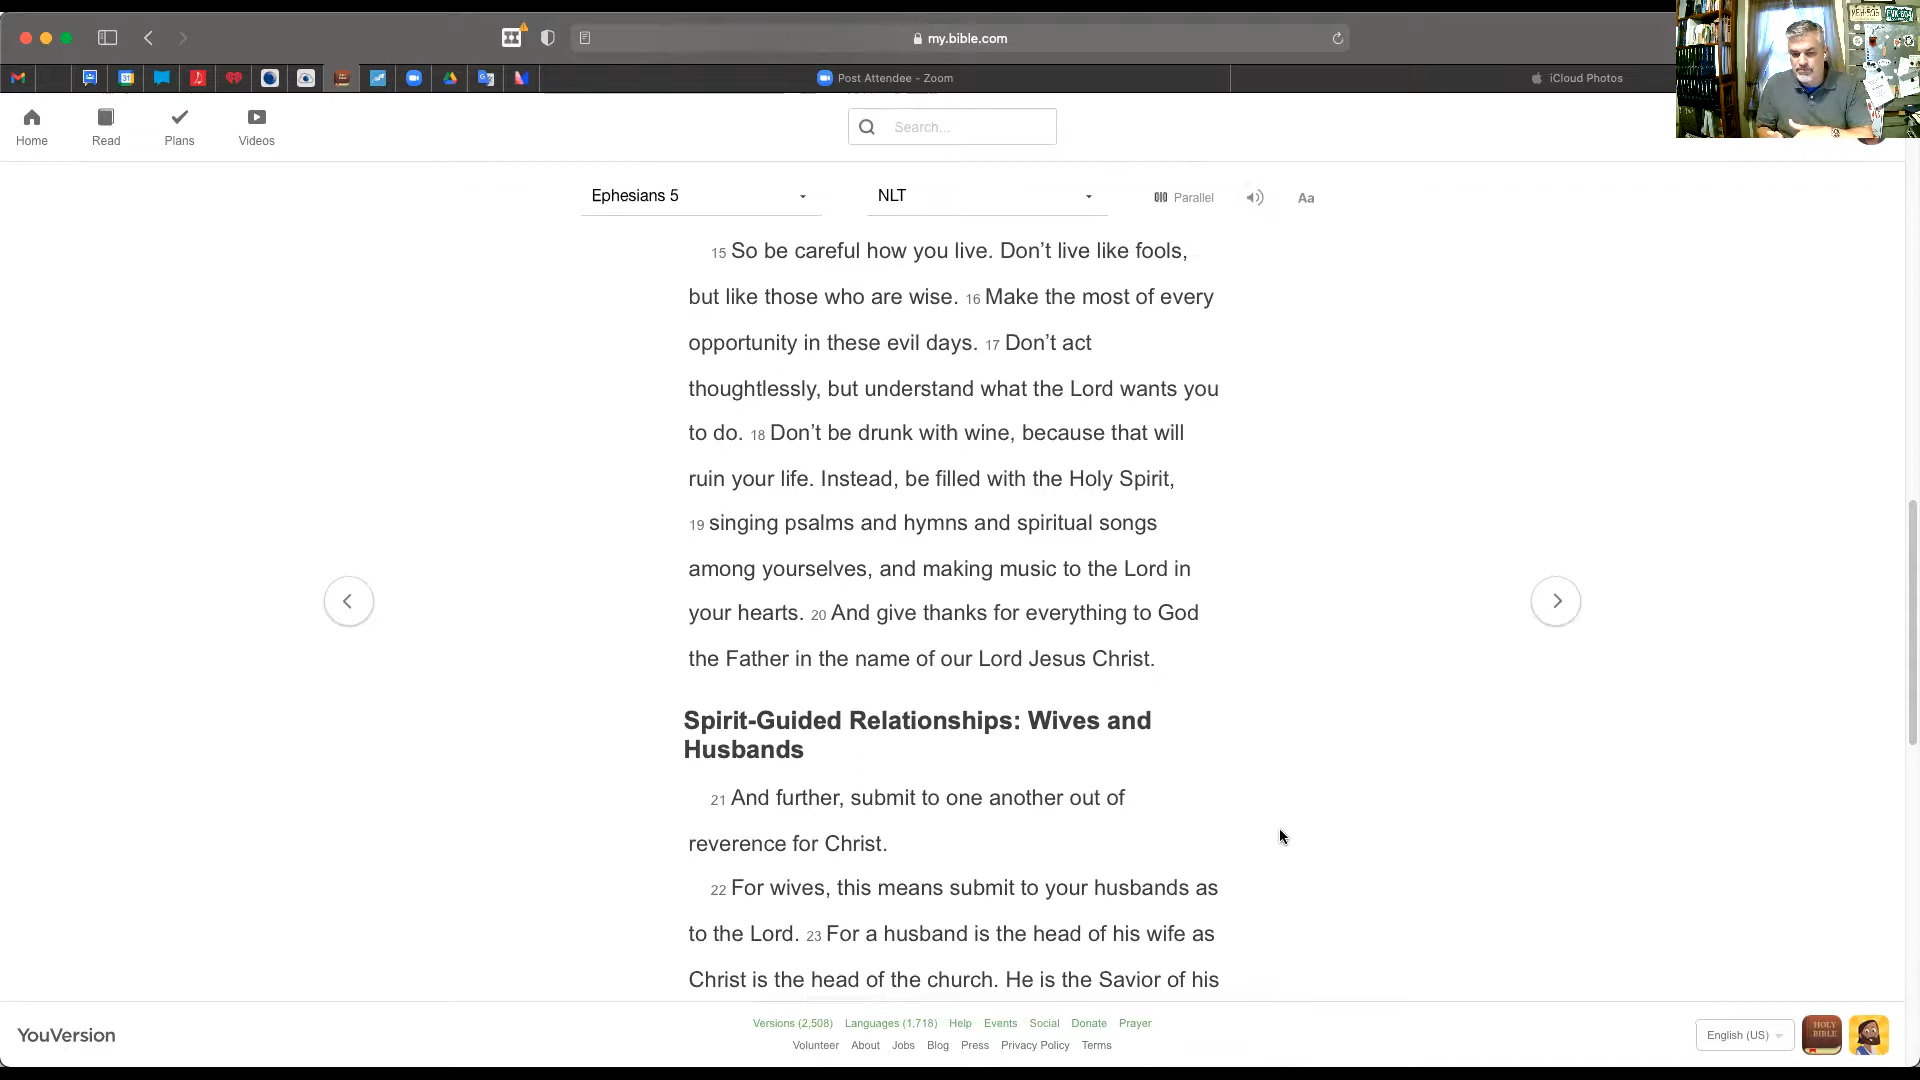 my.bible.com
Post Attendee - Zoom
iCloud Photos
Home
Read
Plans
Videos
Search...
Ephesians 5
NLT
Parallel
Aa
15 So be careful how you live. Don’t live like fools,
but like those who are wise. 16 Make the most of every
opportunity in these evil days. 17 Don’t act
thoughtlessly, but understand what the Lord wants you
to do. 18 Don’t be drunk with wine, because that will
ruin your life. Instead, be filled with the Holy Spirit,
19 singing psalms and hymns and spiritual songs
among yourselves, and making music to the Lord in
your hearts. 20 And give thanks for everything to God
the Father in the name of our Lord Jesus Christ.
Spirit-Guided Relationships: Wives and
Husbands
21 And further, submit to one another out of
reverence for Christ.
22 For wives, this means submit to your husbands as
to the Lord. 23 For a husband is the head of his wife as
Christ is the head of the church. He is the Savior of his
YouVersion
Versions (2,508) Languages (1,718) Help Events Social Donate Prayer
Volunteer About Jobs Blog Press Privacy Policy Terms
English (US)
HOLY
BIBLE